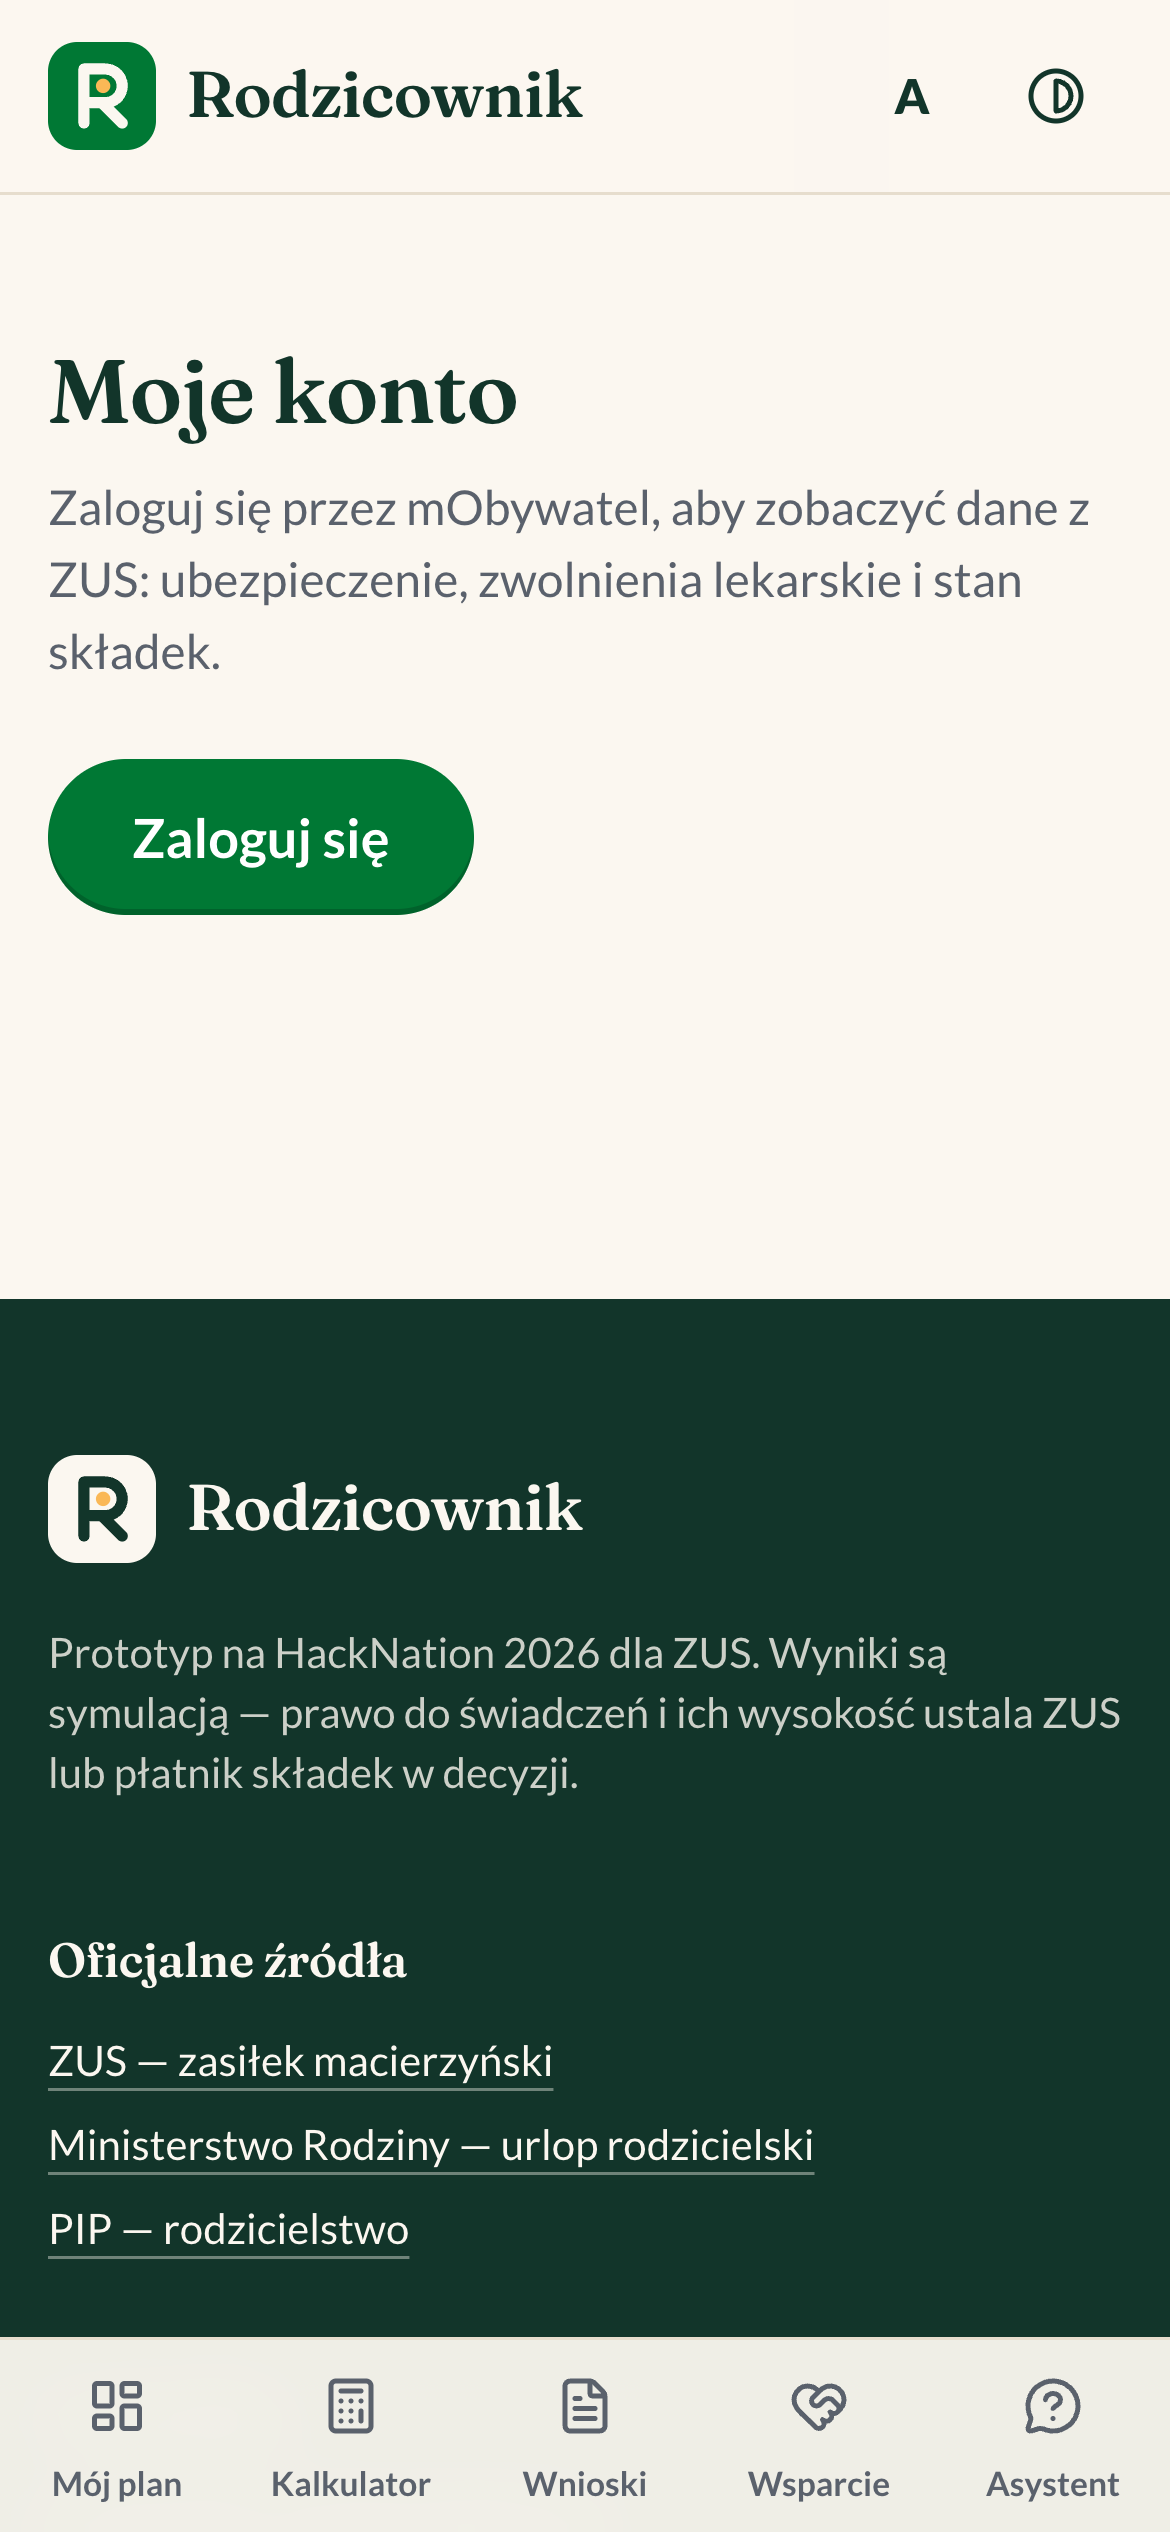 Rodzicownik
A
Moje konto
Zaloguj się przez mObywatel, aby zobaczyć dane z
ZUS: ubezpieczenie, zwolnienia lekarskie i stan
składek.
Zaloguj się
Rodzicownik
Prototyp na HackNation 2026 dla ZUS. Wyniki są
symulacją — prawo do świadczeń i ich wysokość ustala ZUS
lub płatnik składek w decyzji.
Oficjalne źródła
ZUS — zasiłek macierzyński
Ministerstwo Rodziny — urlop rodzicielski
PIP — rodzicielstwo
Mój plan
Kalkulator
Wnioski
Wsparcie
Asystent